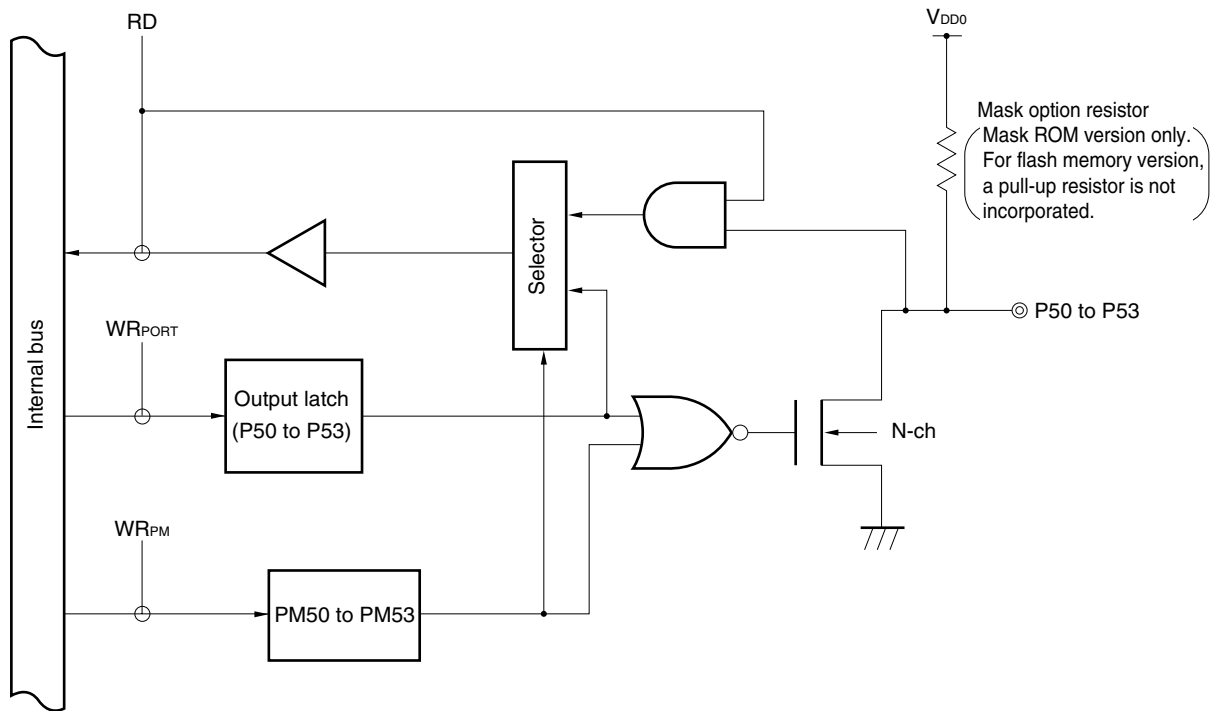 RD
VDD0
Mask option resistor
Mask ROM version only.
For flash memory version,
a pull-up resistor is not
incorporated.
Internal bus
Selector
P50 to P53
WRPORT
Output latch
(P50 to P53)
N-ch
WRPM
PM50 to PM53